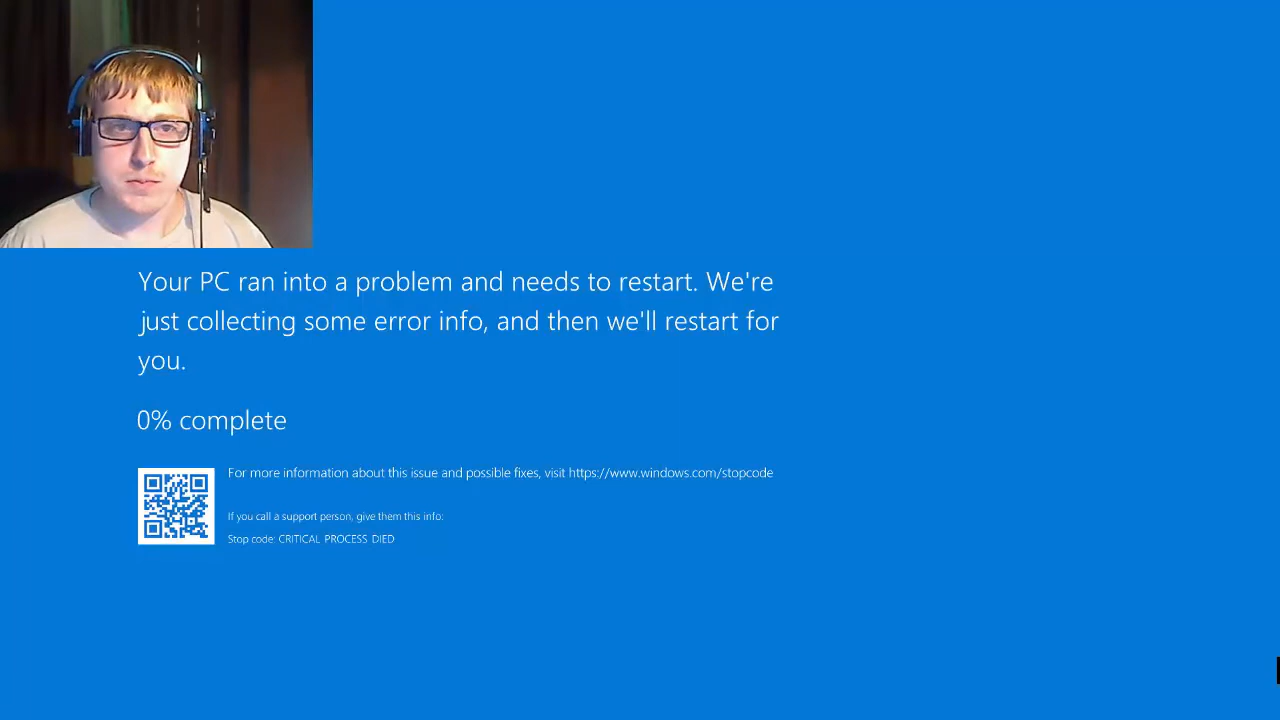 Your PC ran into a problem and needs to restart. We're
just collecting some error info, and then we'll restart for
you.
0% complete
For more information about this issue and possible fixes, visit https://www.windows.com/stopcode
If you call a support person, give them this info:
Stop code: CRITICAL PROCESS DIED